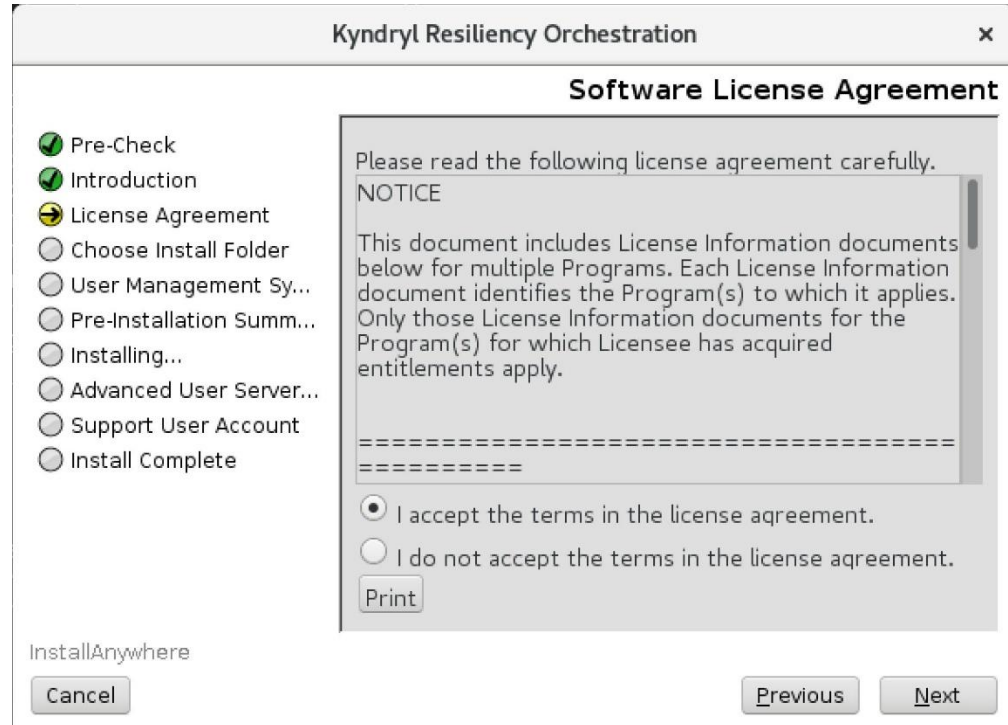 Kyndryl Resiliency Orchestration
×
Software License Agreement
Pre-Check
Introduction
License Agreement
Choose Install Folder
User Management Sy...
Pre-Installation Summ...
Installing...
Advanced User Server...
Support User Account
Install Complete
Please read the following license agreement carefully.
NOTICE
This document includes License Information documents
below for multiple Programs. Each License Information
document identifies the Program(s) to which it applies.
Only those License Information documents for the
Program(s) for which Licensee has acquired
entitlements apply.
====================================
==========
I accept the terms in the license agreement.
I do not accept the terms in the license agreement.
Print
InstallAnywhere
Cancel
Previous
Next